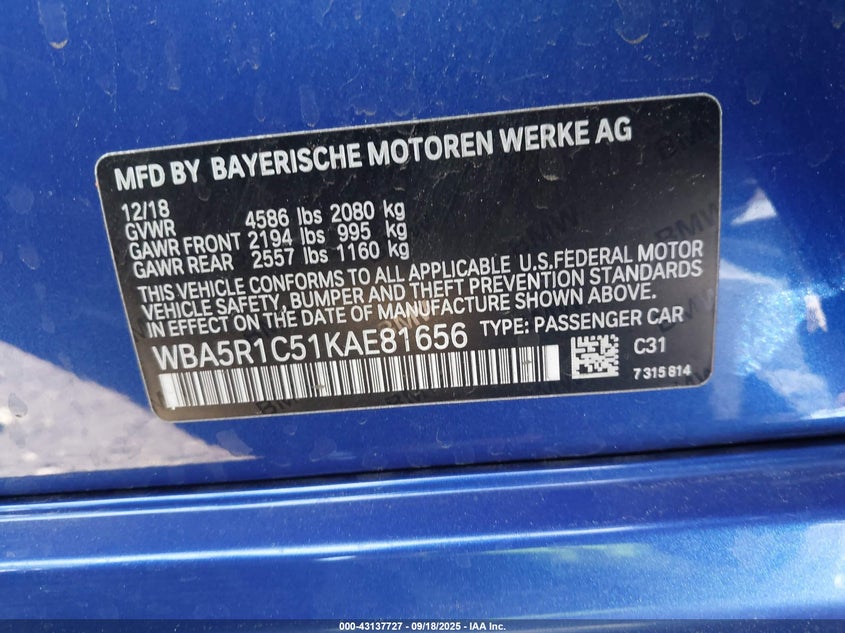 MFD BY BAYERISCHE MOTOREN WERKE AG
12/18
GVWR 4586 lbs 2080 kg
GAWR FRONT 2194 lbs 995 kg
GAWR REAR 2557 lbs 1160 kg
THIS VEHICLE CONFORMS TO ALL APPLICABLE U.S.FEDERAL MOTOR
VEHICLE SAFETY, BUMPER AND THEFT PREVENTION STANDARDS
IN EFFECT ON THE DATE OF MANUFACTURE SHOWN ABOVE.
WBA5R1C51KAE81656 TYPE: PASSENGER CAR
C31
7315814
BMW
000-43137727 - 09/18/2025 - IAA Inc.